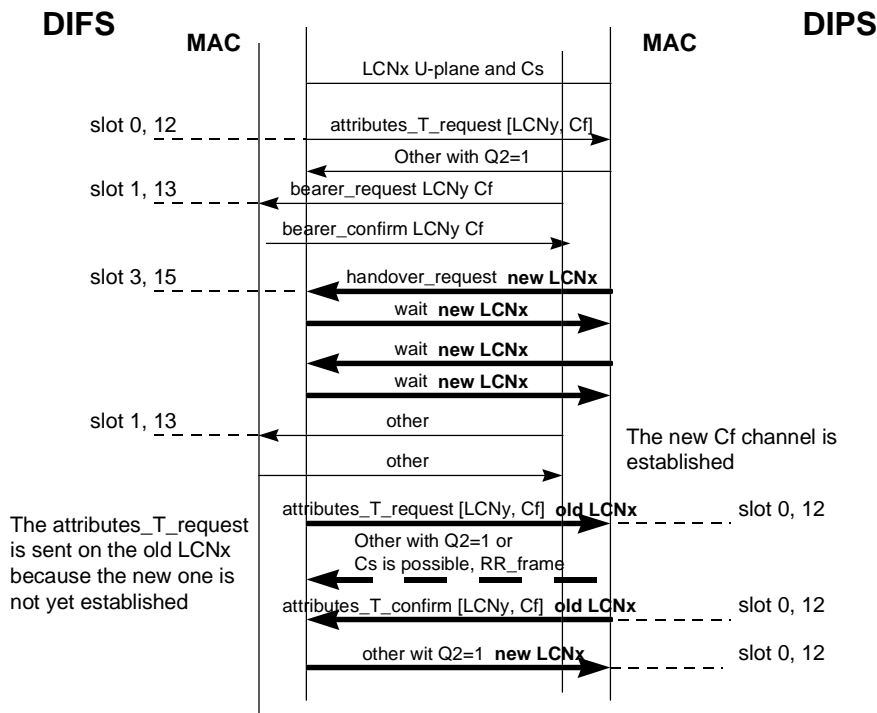 DIFS
DIPS
MAC
MAC
LCNx U-plane and Cs
slot 0, 12
attributes_T_request [LCNy, Cf]
Other with Q2=1
slot 1, 13
bearer_request LCNy Cf
bearer_confirm LCNy Cf
slot 3, 15
handover_request new LCNx
wait new LCNx
wait new LCNx
wait new LCNx
slot 1, 13
other
The new Cf channel is
established
other
attributes_T_request [LCNy, Cf] old LCNx
slot 0, 12
The attributes_T_request
is sent on the old LCNx
because the new one is
not yet established
Other with Q2=1 or
Cs is possible, RR_frame
attributes_T_confirm [LCNy, Cf] old LCNx
slot 0, 12
other wit Q2=1 new LCNx
slot 0, 12